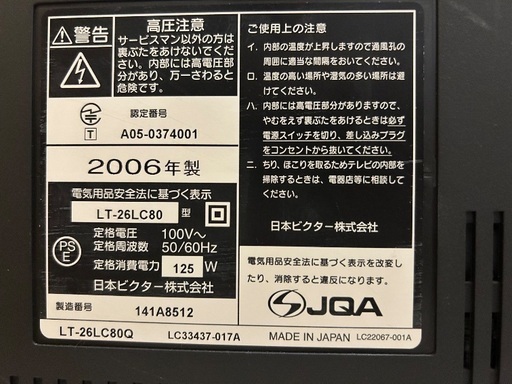 警告
高圧注意
サービスマン以外の方は
裏ぶたをあけないでください。
内部には高電圧部分が
あり、万一さわると
危険です。
認定番号
T A05-0374001
2006年製
電気用品安全法に基づく表示
LT-26LC80 型
PSE
定格電圧 100V～
定格周波数 50/60Hz
定格消費電力 125 W
日本ビクター株式会社
製造番号 141A8512
LT-26LC80Q LC33437-017A
ご使用上の注意
イ. 内部の温度が上昇しますので通風孔の
周囲に適当な間隔をおいてください。
ロ. 温度の高い場所や湿気の多い場所は避
けてください。
ハ. 内部には高電圧部分がありますので、
やむをえず裏ぶたをあけるときは必ず
電源スイッチを切り、差し込みプラグ
をコンセントから抜いてください。
ニ. ちり、ほこりを取るためテレビの内部を
掃除するときは、電器店等に相談くださ
い。
日本ビクター株式会社
電気用品安全法に基づく表示を改変し
たり、消除すると違反になります。
JQA
MADE IN JAPAN LC22067-001A